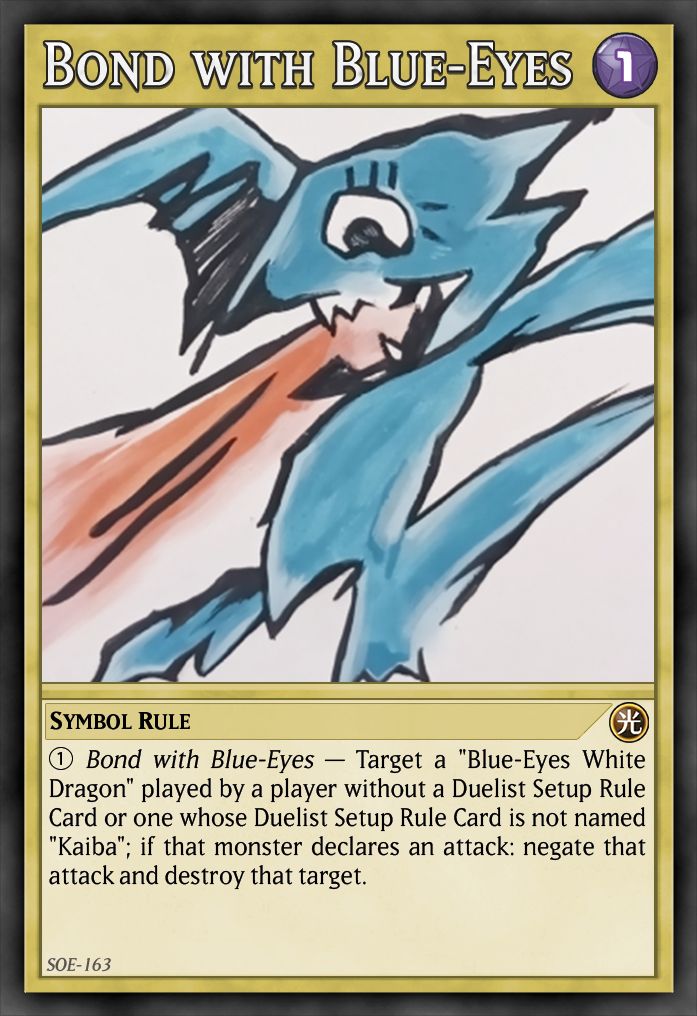 Bond with Blue-Eyes 1
Symbol Rule 光
① Bond with Blue-Eyes — Target a "Blue-Eyes White
Dragon" played by a player without a Duelist Setup Rule
Card or one whose Duelist Setup Rule Card is not named
"Kaiba"; if that monster declares an attack: negate that
attack and destroy that target.
SOE-163